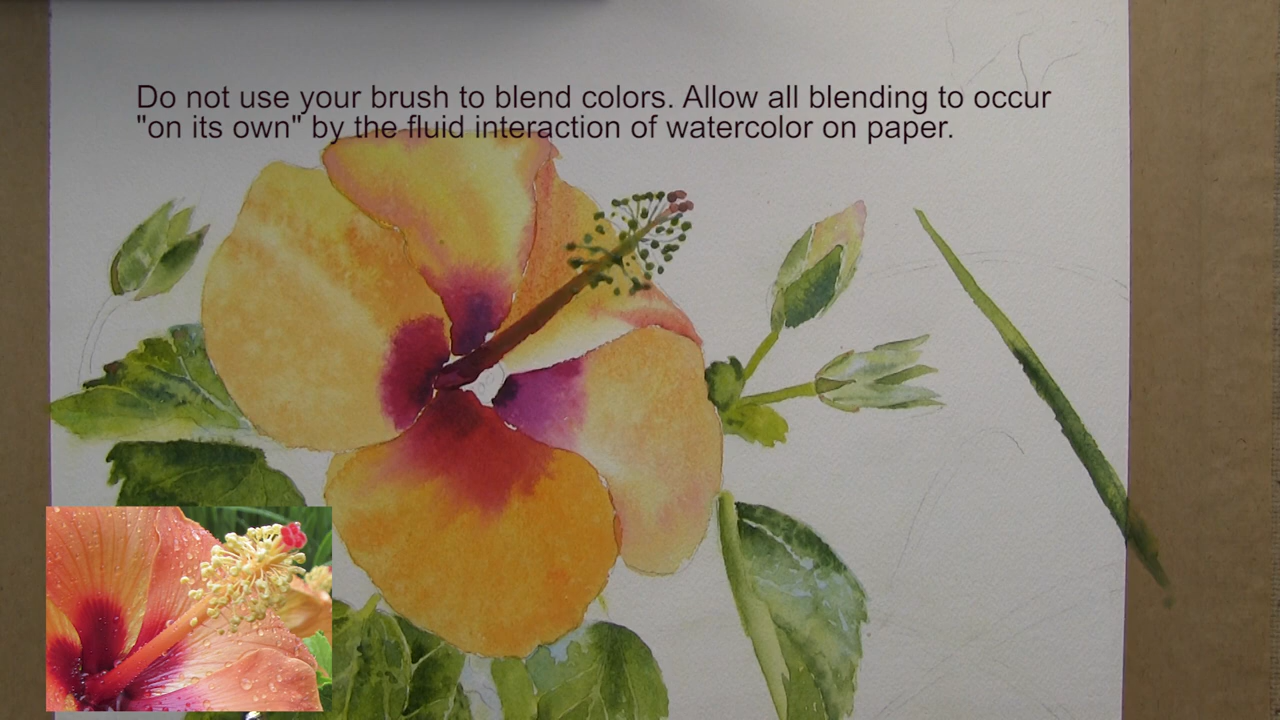 Do not use your brush to blend colors. Allow all blending to occur
"on its own" by the fluid interaction of watercolor on paper.